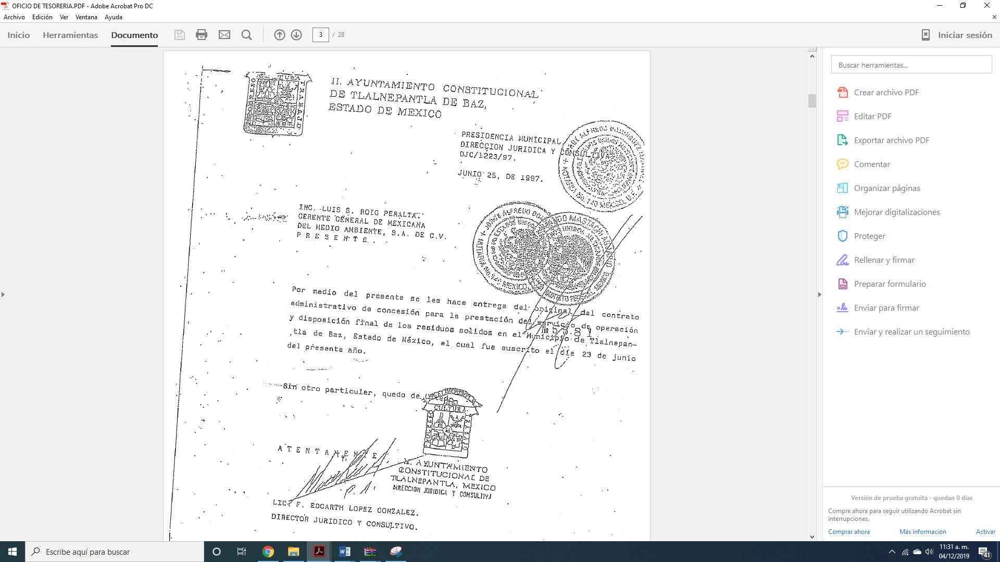 OFICIO DE TESORERIA.PDF - Adobe Acrobat Pro DC
Archivo Edición Ver Ventana Ayuda
Inicio Herramientas Documento 3 / 28 Iniciar sesión
H. AYUNTAMIENTO CONSTITUCIONAL
DE TLALNEPANTLA DE BAZ,
ESTADO DE MEXICO
PRESIDENCIA MUNICIPAL
DIRECCION JURIDICA Y CONSULTIVA
DJC/1223/97.
JUNIO 25, DE 1997.
ING. LUIS S. ROIG PERALTA.
GERENTE GENERAL DE MEXICANA
DEL MEDIO AMBIENTE, S.A. DE C.V.
P R E S E N T E .
Por medio del presente se les hace entrega del original del contrato
administrativo de concesión para la prestación del servicio de operación
y disposición final de los residuos solidos en el Municipio de Tlalnepan-
tla de Baz, Estado de México, el cual fue suscrito el día 23 de junio
del presente año.
Sin otro particular, quedo de usted.
CULTURA
A T E N T A M E N T E
P.A.
H. AYUNTAMIENTO
CONSTITUCIONAL DE
TLALNEPANTLA, MEXICO
DIRECCION JURIDICA Y CONSULTIVA
LIC. F. EDGARTH LOPEZ GONZALEZ.
DIRECTOR JURIDICO Y CONSULTIVO.
Buscar herramientas...
Crear archivo PDF
Editar PDF
Exportar archivo PDF
Comentar
Organizar páginas
Mejorar digitalizaciones
Proteger
Rellenar y firmar
Preparar formulario
Enviar para firmar
Enviar y realizar un seguimiento
Versión de prueba gratuita - quedan 0 días
Compre ahora para seguir utilizando Acrobat sin
interrupciones.
Comprar ahora Más información Activar
Escribe aquí para buscar
11:31 a. m.
04/12/2019
41